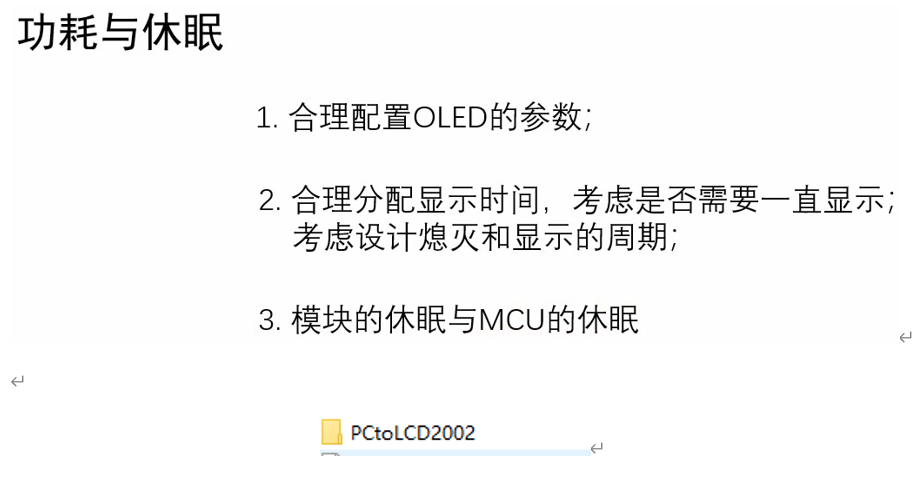 功耗与休眠
1. 合理配置OLED的参数;
2. 合理分配显示时间，考虑是否需要一直显示;
考虑设计熄灭和显示的周期;
3. 模块的休眠与MCU的休眠
PCtoLCD2002